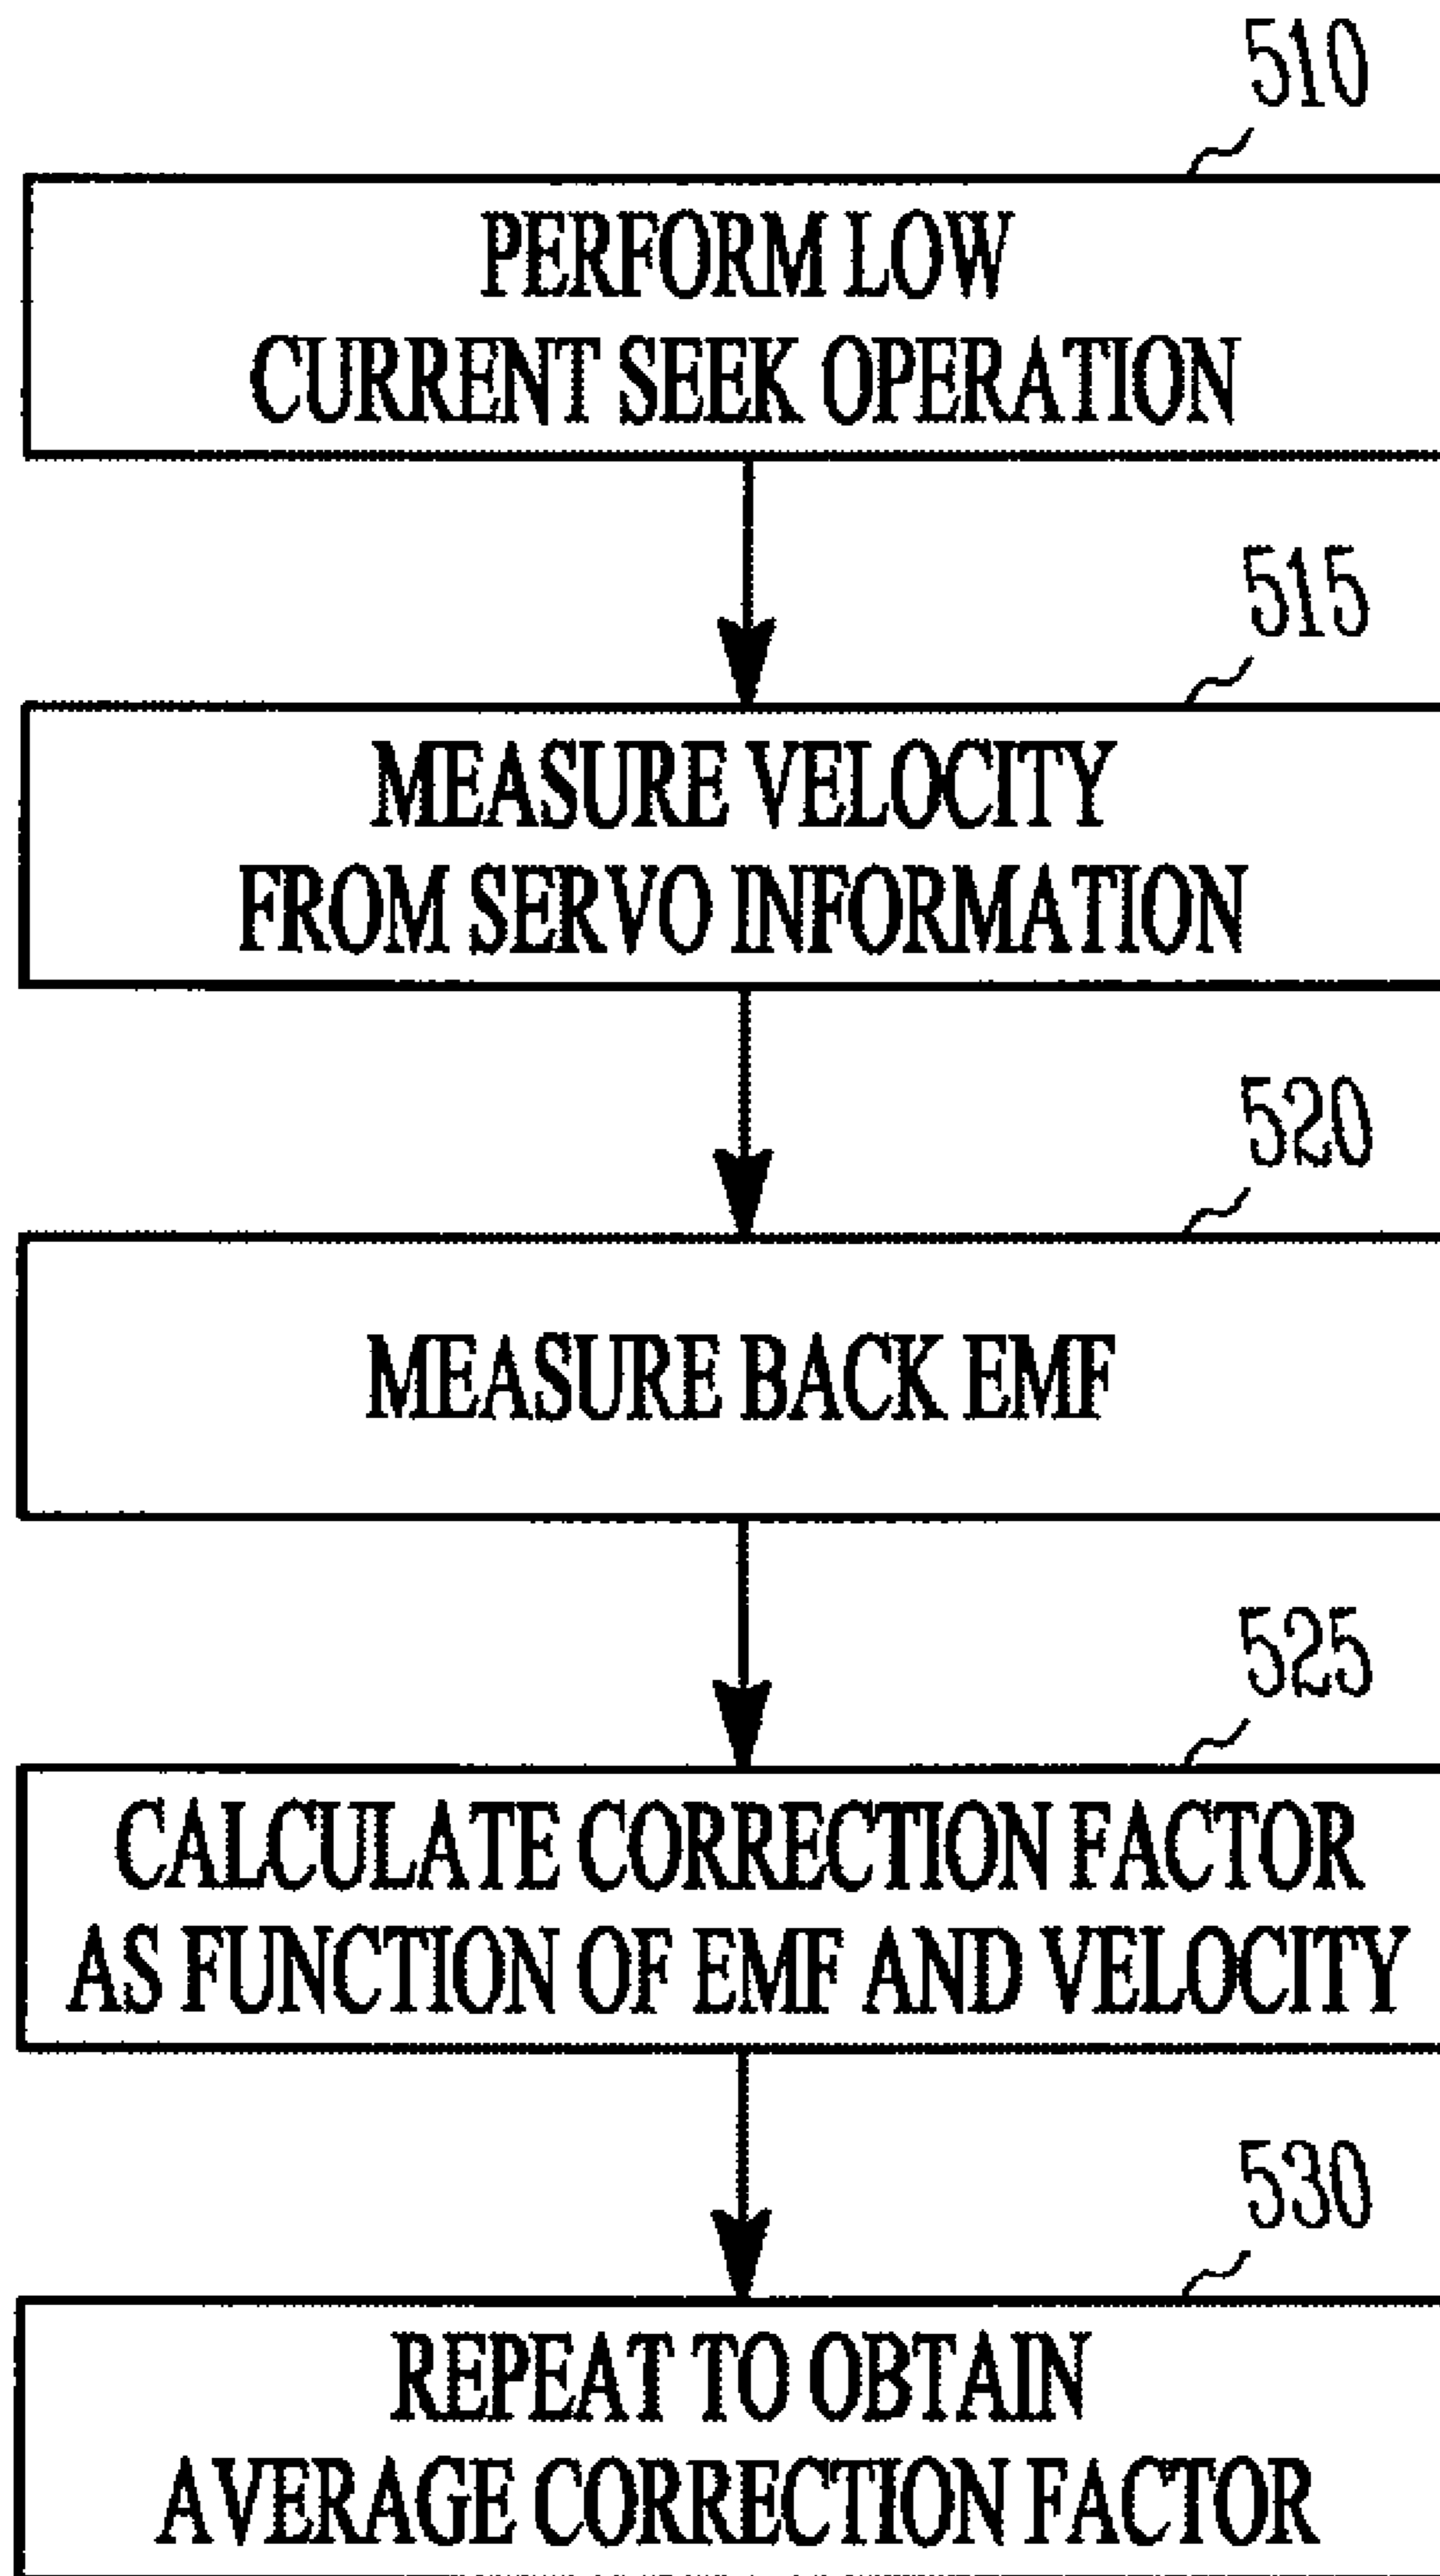 510
PERFORM LOW
CURRENT SEEK OPERATION
515
MEASURE VELOCITY
FROM SERVO INFORMATION
520
MEASURE BACK EMF
525
CALCULATE CORRECTION FACTOR
AS FUNCTION OF EMF AND VELOCITY
530
REPEAT TO OBTAIN
AVERAGE CORRECTION FACTOR